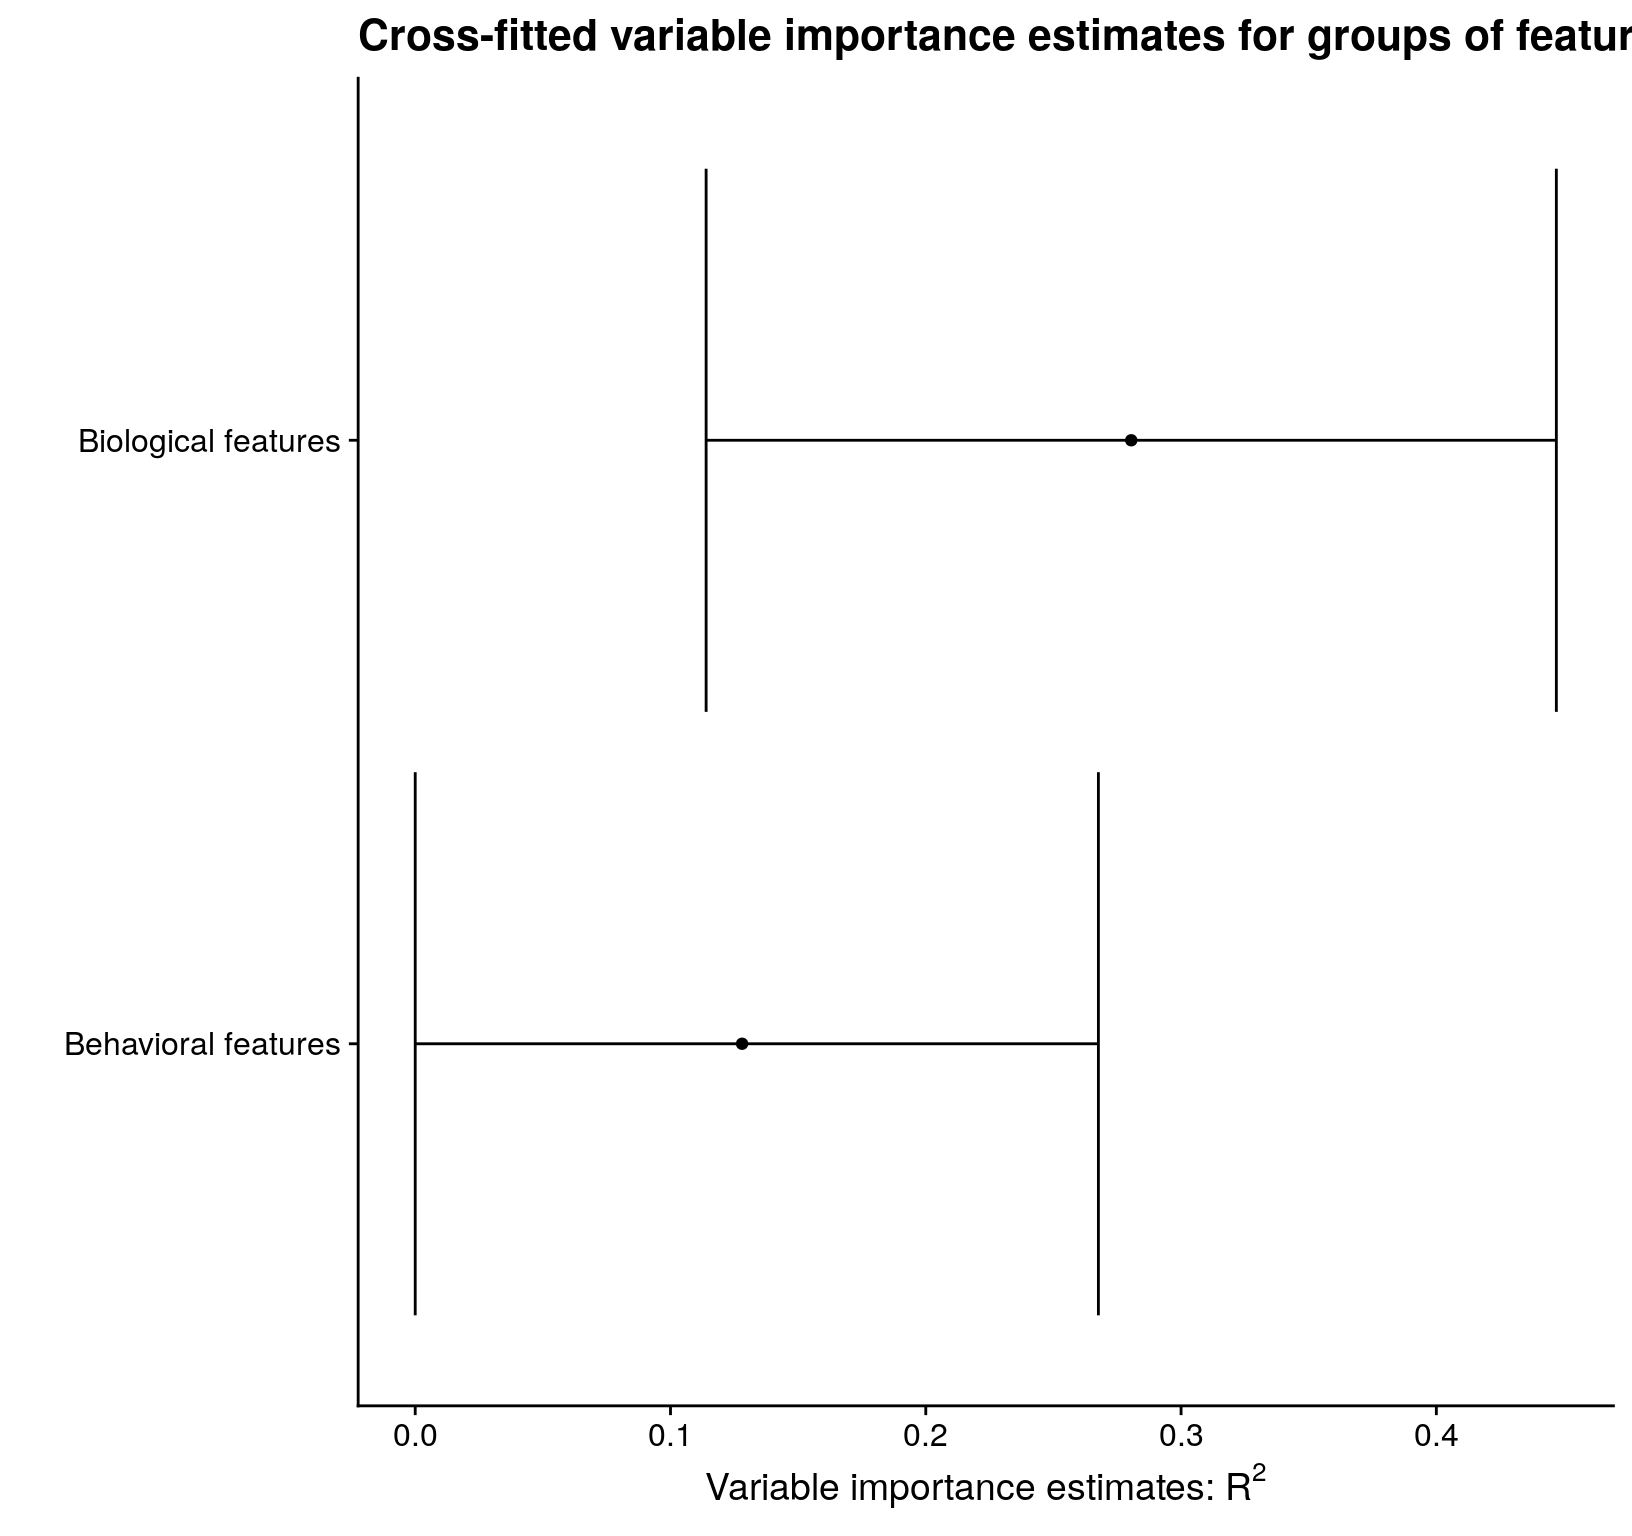 Cross-fitted variable importance estimates for groups of featur
Biological features
Behavioral features
0.0 0.1 0.2 0.3 0.4
Variable importance estimates: R²